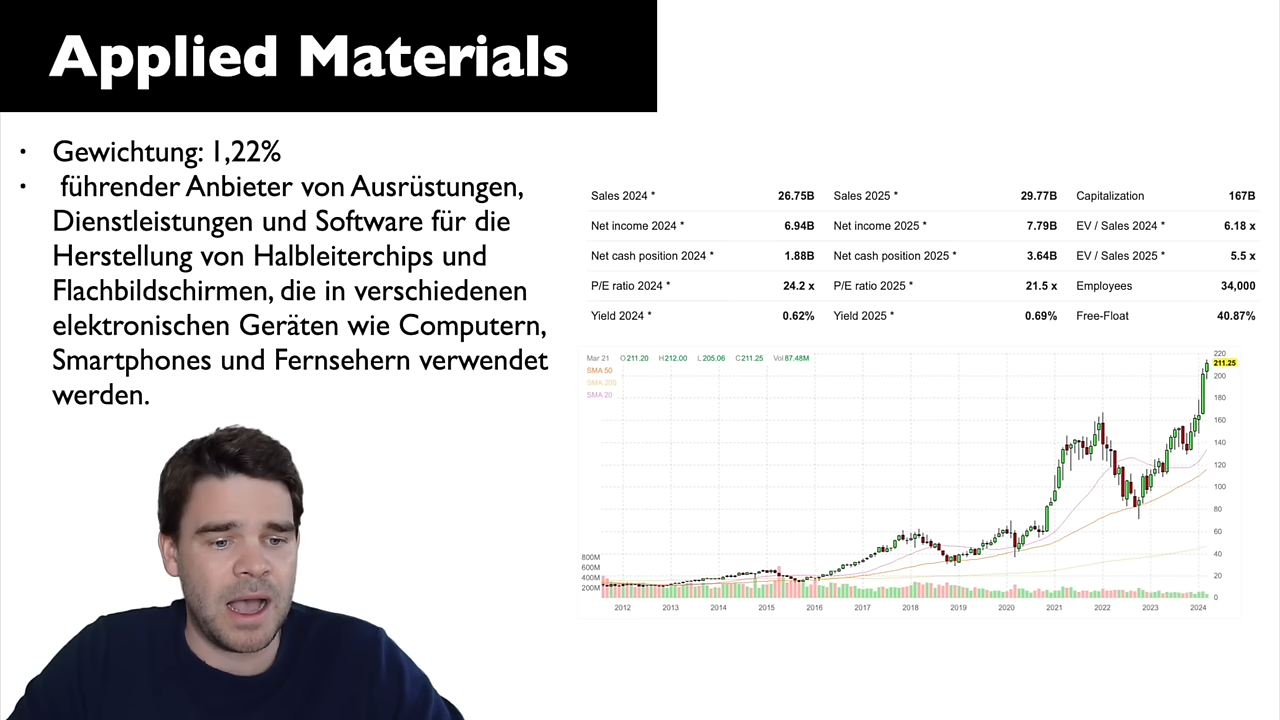 Applied Materials
• Gewichtung: 1,22%
• führender Anbieter von Ausrüstungen,
Dienstleistungen und Software für die
Herstellung von Halbleiterchips und
Flachbildschirmen, die in verschiedenen
elektronischen Geräten wie Computern,
Smartphones und Fernsehern verwendet
werden.
Sales 2024 * 26.75B Sales 2025 * 29.77B Capitalization 167B
Net income 2024 * 6.94B Net income 2025 * 7.79B EV / Sales 2024 * 6.18 x
Net cash position 2024 * 1.88B Net cash position 2025 * 3.64B EV / Sales 2025 * 5.5 x
P/E ratio 2024 * 24.2 x P/E ratio 2025 * 21.5 x Employees 34,000
Yield 2024 * 0.62% Yield 2025 * 0.69% Free-Float 40.87%
Mar 21 O211.20 H212.00 L205.06 C211.25 Vol87.48M
SMA 50
SMA 200
SMA 20
220
211.25
200
180
160
140
120
100
80
60
40
20
0
800M
600M
400M
200M
2012 2013 2014 2015 2016 2017 2018 2019 2020 2021 2022 2023 2024